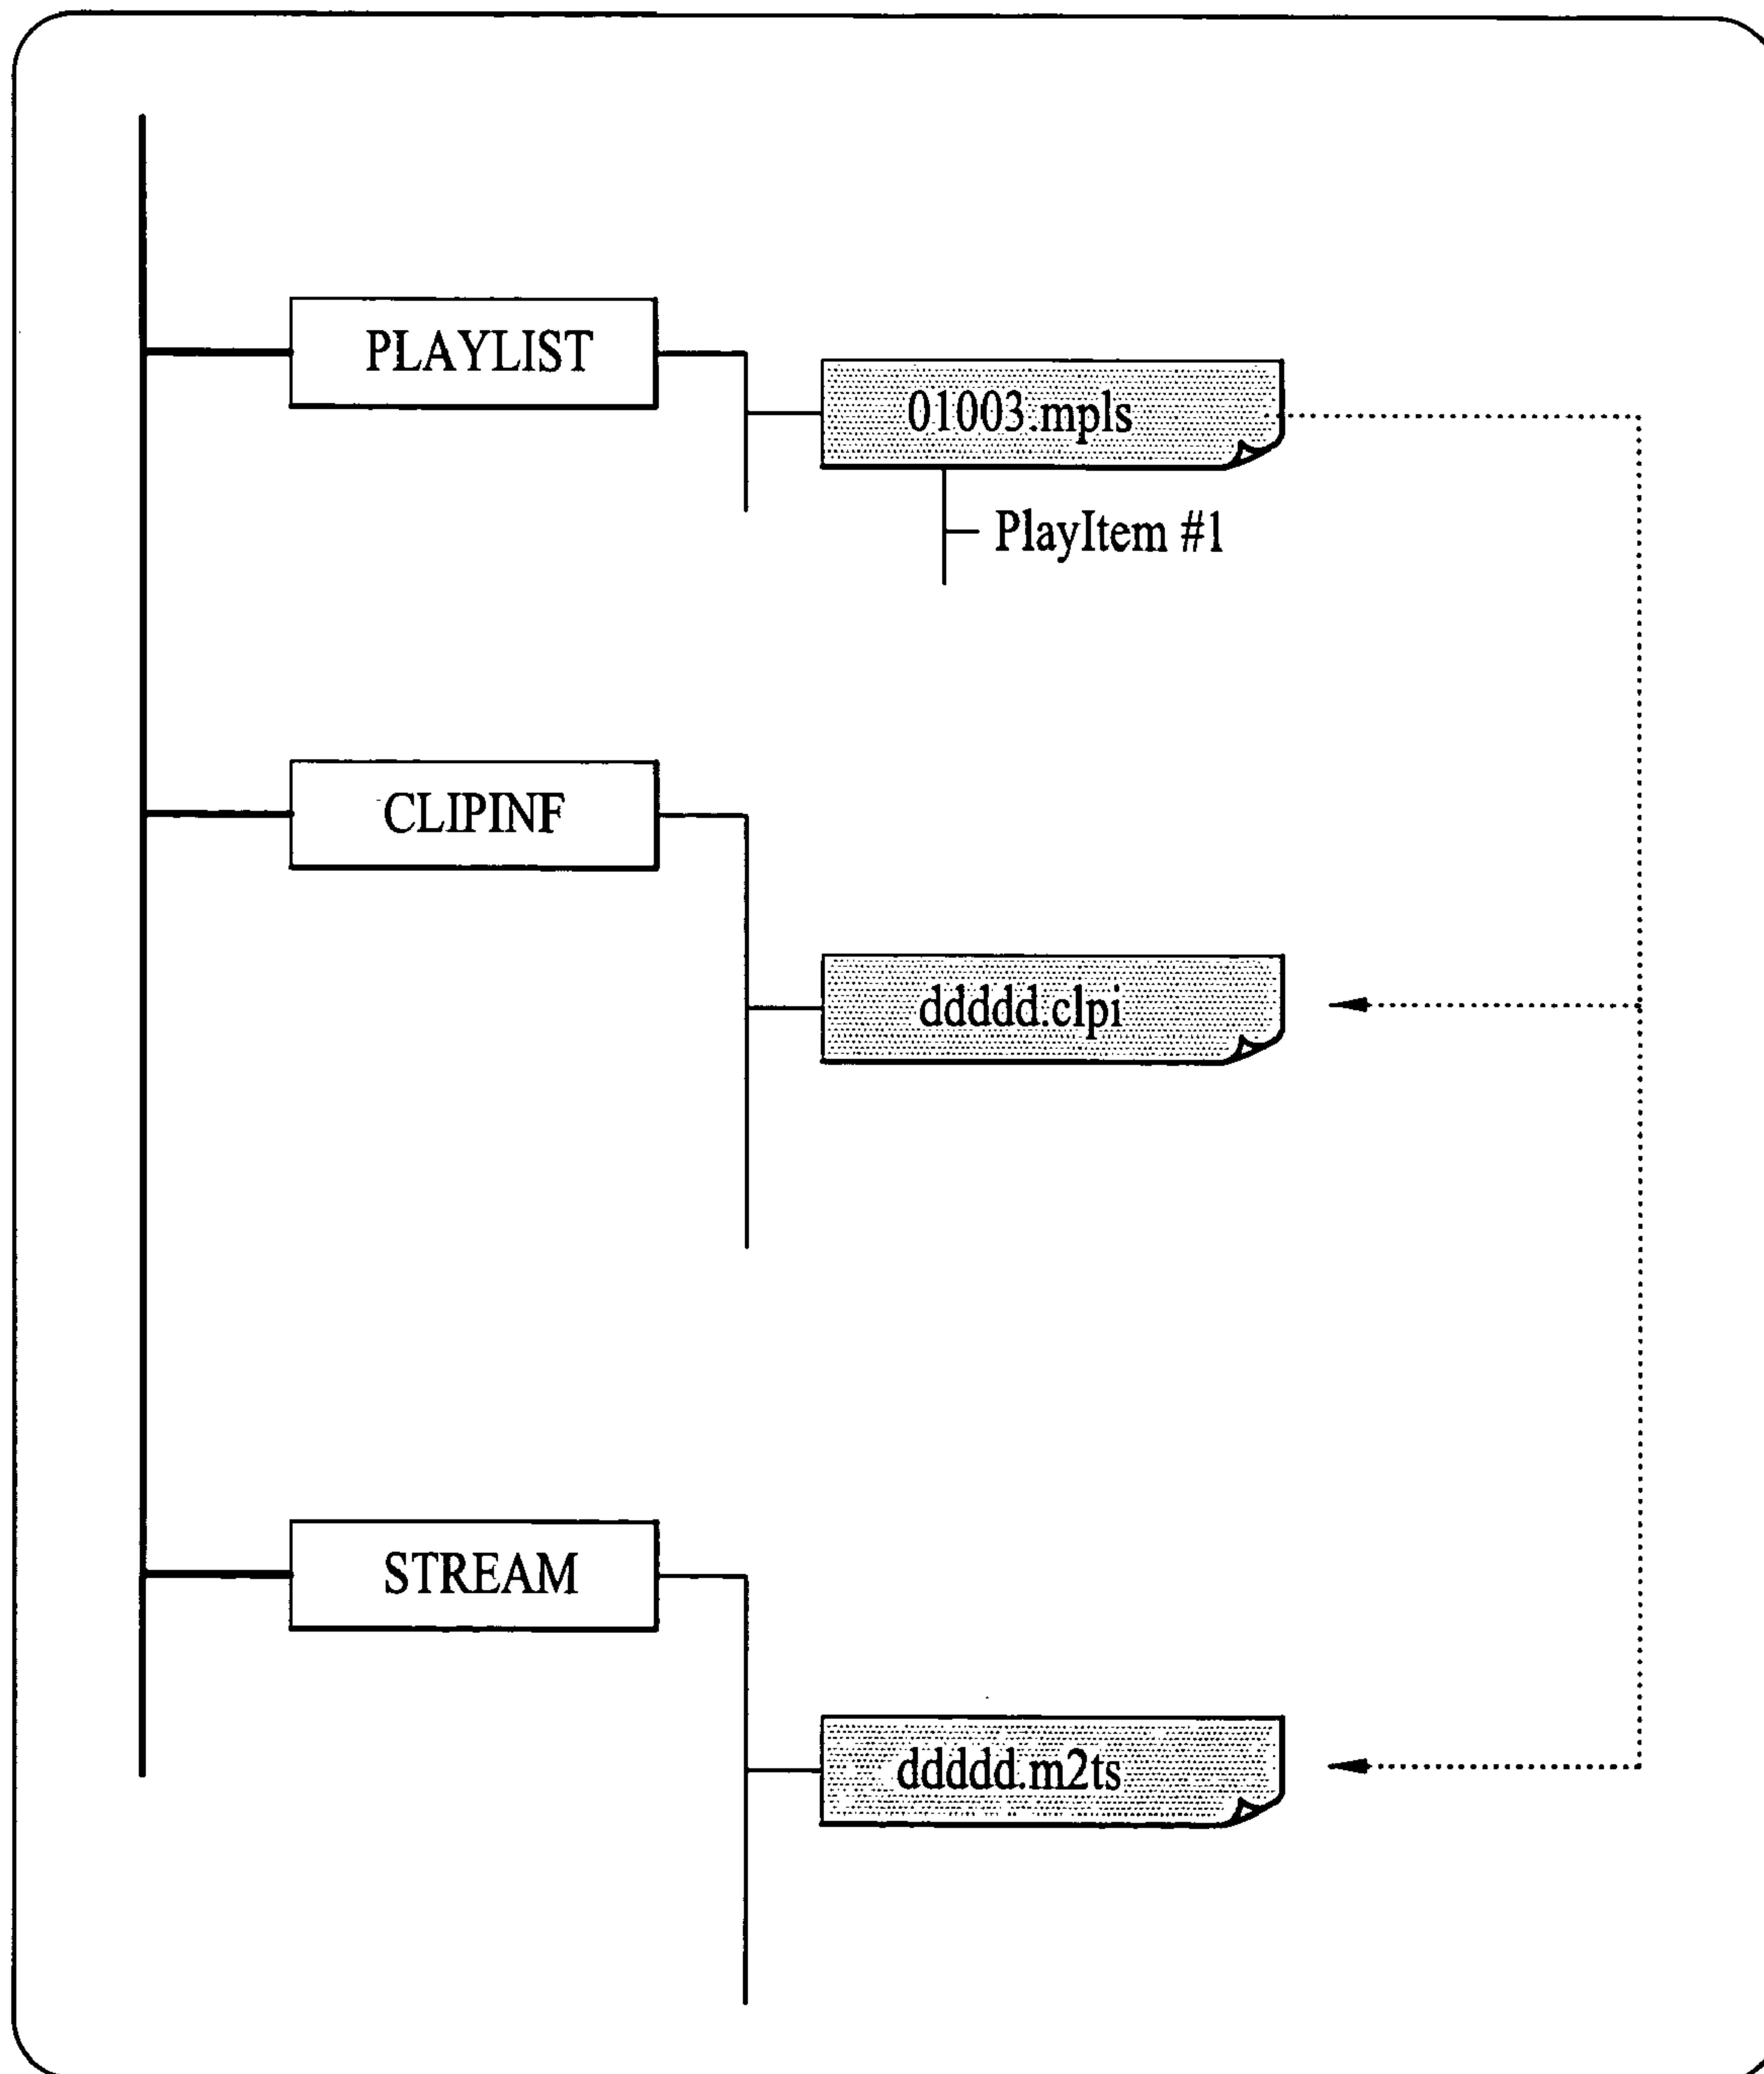 PLAYLIST
01003.mpls
PlayItem #1
CLIPINF
ddddd.clpi
STREAM
ddddd.m2ts